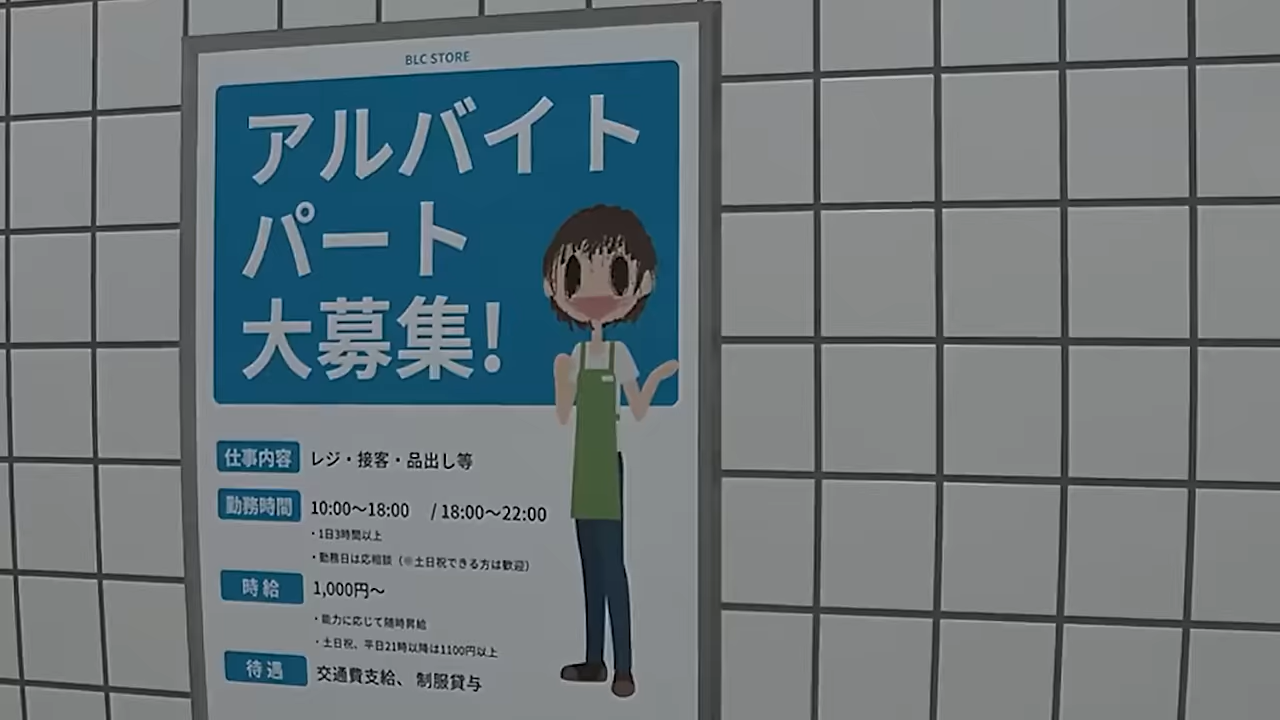 BLC STORE
アルバイト
パート
大募集!
仕事内容 レジ・接客・品出し等
勤務時間 10:00〜18:00 / 18:00〜22:00
・1日3時間以上
・勤務日は応相談(※土日祝できる方は歓迎)
時給 1,000円〜
・能力に応じて随時昇給
・土日祝、平日21時以降は1100円以上
待遇 交通費支給、 制服貸与